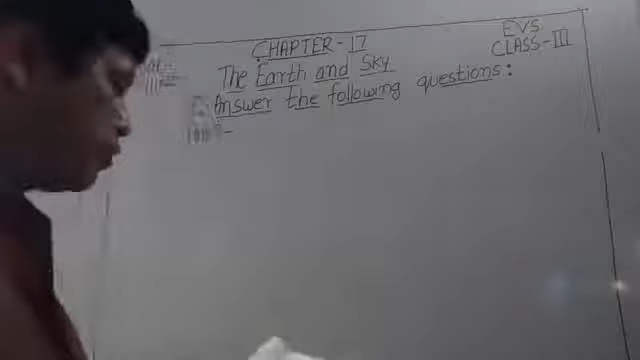 CHAPTER - 17
EVS
CLASS - III
The Earth and Sky
Answer the following questions: